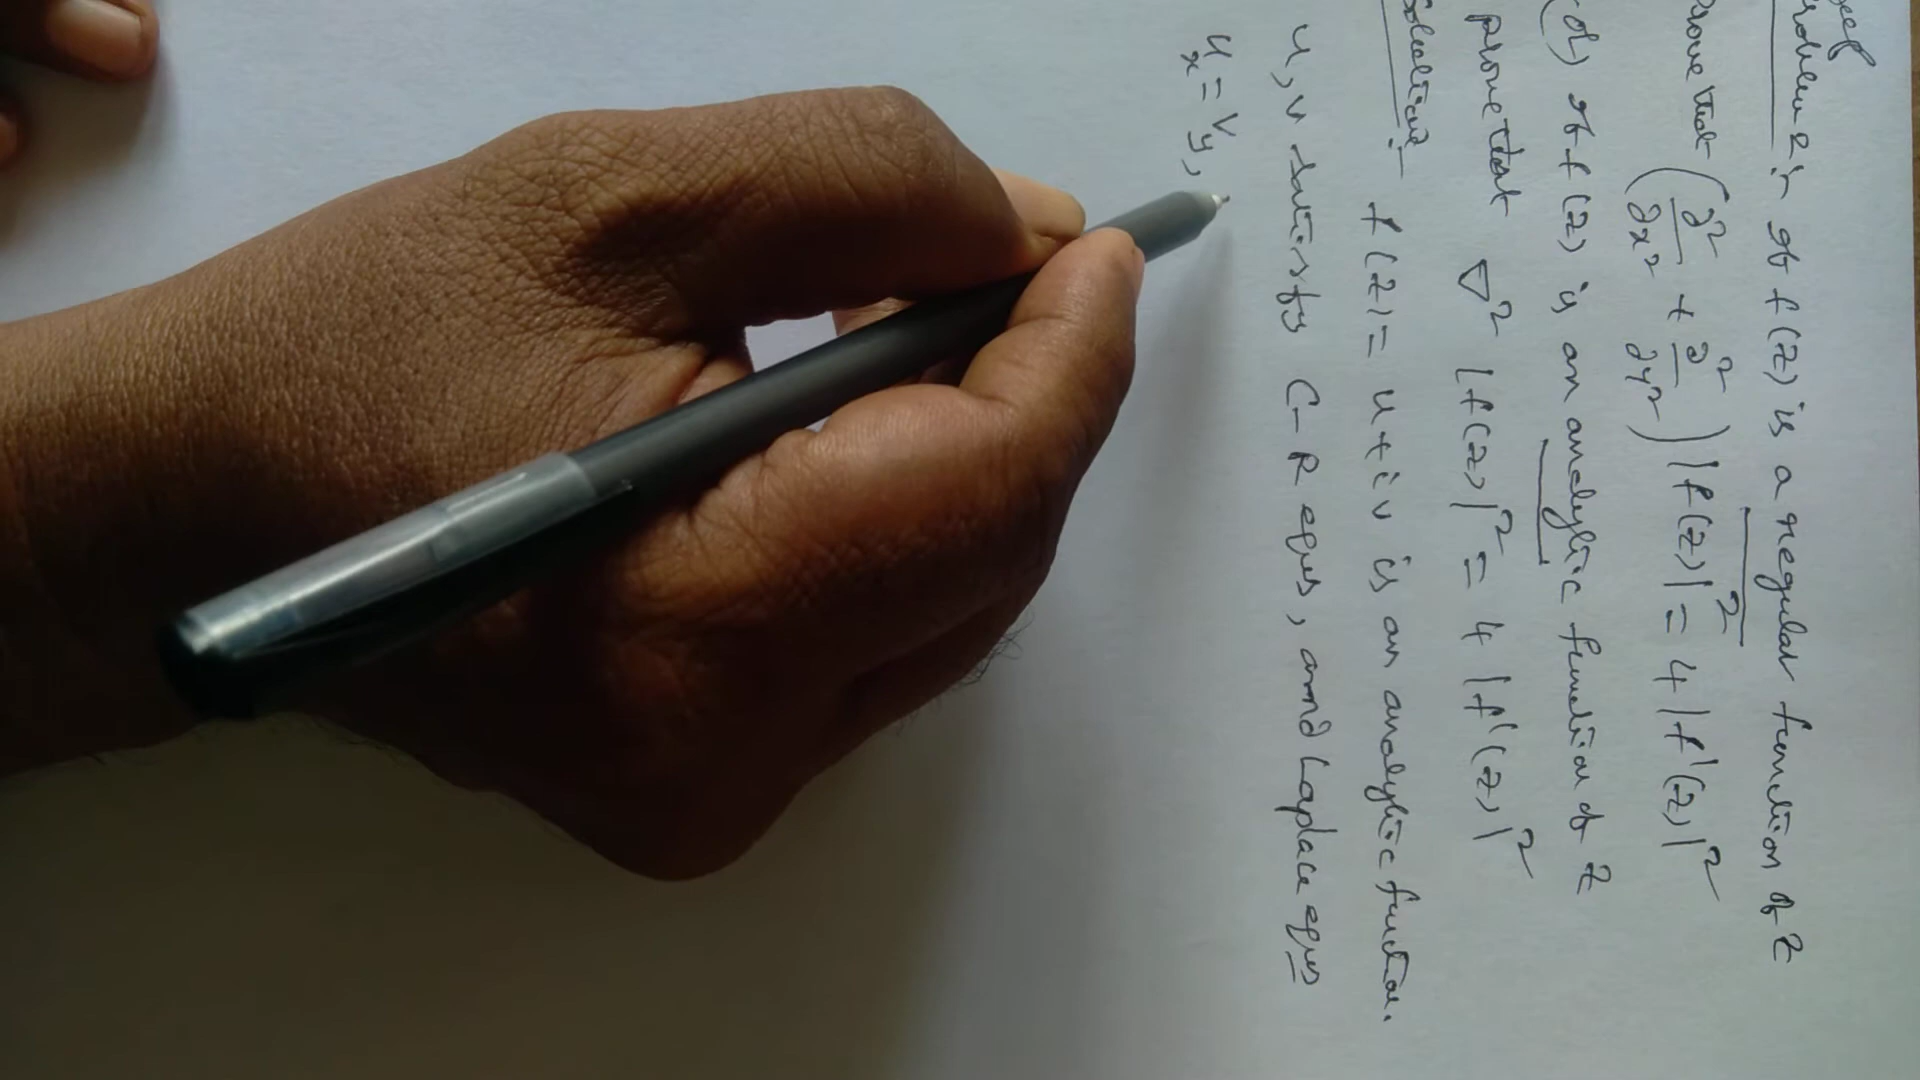 Problem 2:- If f(z) is a regular function of z
Prove that (∂²/∂x² + ∂²/∂y²) |f(z)|² = 4 |f'(z)|²
(or) If f(z) is an analytic function of z
prove that ∇² |f(z)|² = 4 |f'(z)|²
Solution:- f(z) = u+iv is an analytic function.
u, v satisfy C-R eqns, and Laplace eqns
u_x = v_y,